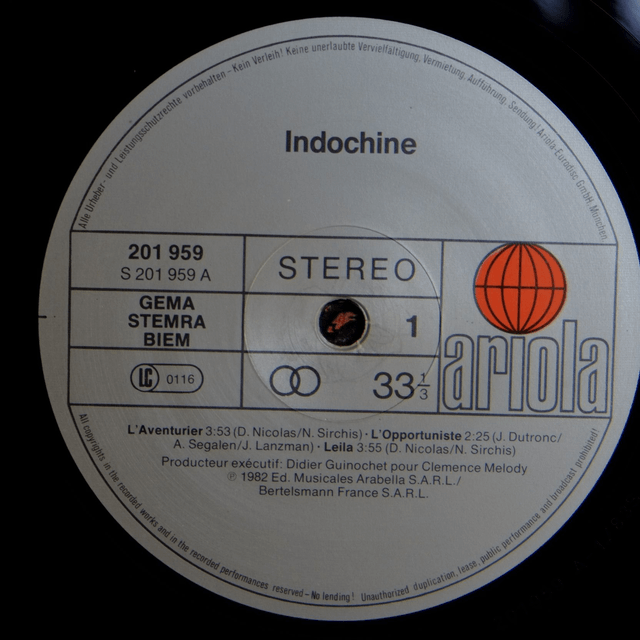 Alle Urheber- und Leistungsschutzrechte vorbehalten - Kein Verleih! Keine unerlaubte Vervielfältigung, Vermietung, Aufführung, Sendung! Ariola-Eurodisc GmbH München
Indochine
201 959
S 201 959 A
STEREO
GEMA
STEMRA
BIEM
1
LC 0116
33 1/3
ariola
L'Aventurier 3:53 (D. Nicolas/N. Sirchis) · L'Opportuniste 2:25 (J. Dutronc/
A. Segalen/J. Lanzman) · Leila 3:55 (D. Nicolas/N. Sirchis)
Producteur exécutif: Didier Guinochet pour Clemence Melody
℗ 1982 Ed. Musicales Arabella S.A.R.L./
Bertelsmann France S.A.R.L.
All copyrights in the recorded works and in the recorded performances reserved – No lending! Unauthorized duplication, lease, public performance and broadcast prohibited!